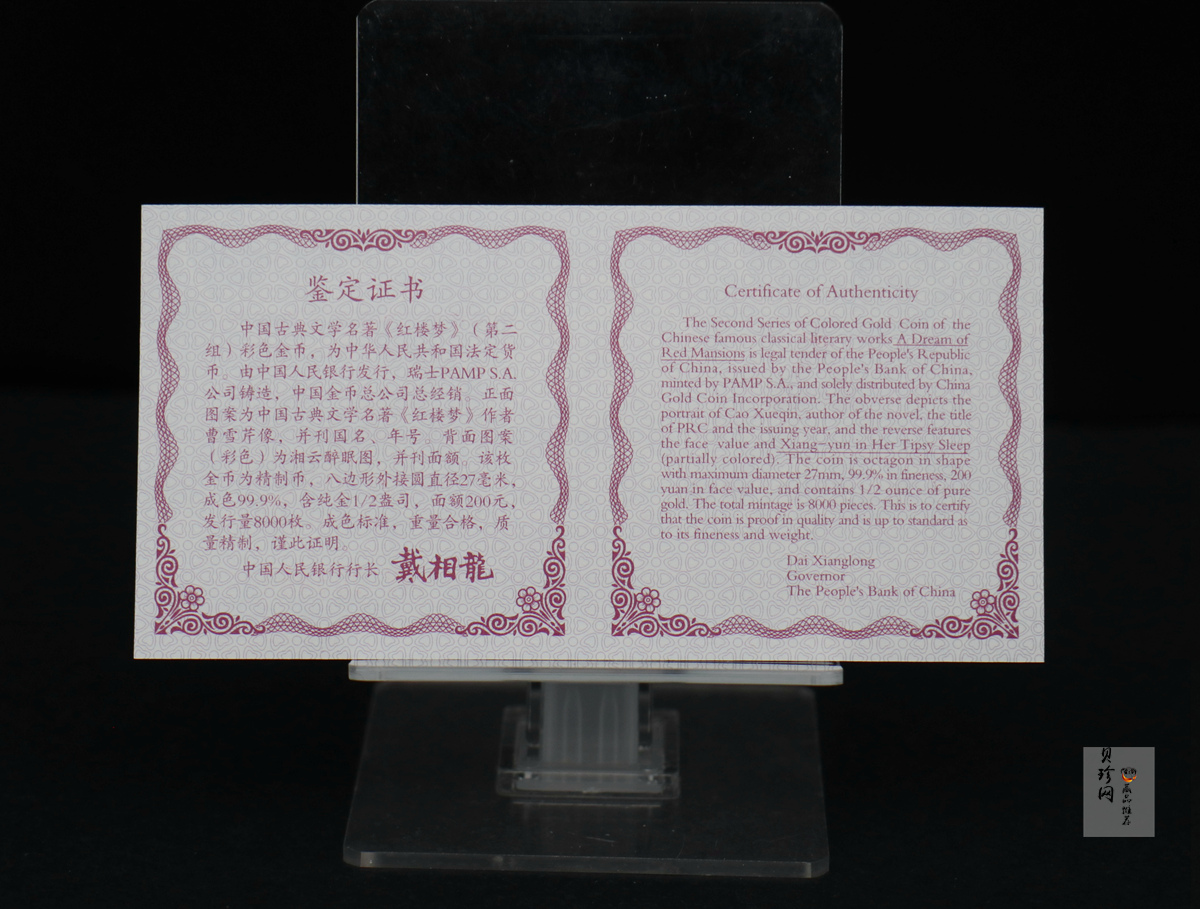 鉴定证书
中国古典文学名著《红楼梦》（第二
组）彩色金币，为中华人民共和国法定货
币。由中国人民银行发行，瑞士PAMP S.A.
公司铸造，中国金币总公司总经销。正面
图案为中国古典文学名著《红楼梦》作者
曹雪芹像，并刊国名、年号。背面图案
（彩色）为湘云醉眠图，并刊面额。该枚
金币为精制币，八边形外接圆直径27毫米，
成色99.9%，含纯金1/2盎司，面额200元，
发行量8000枚。成色标准，重量合格，质
量精制，谨此证明。
中国人民银行行长 戴相龍
Certificate of Authenticity
The Second Series of Colored Gold Coin of the
Chinese famous classical literary works A Dream of
Red Mansions is legal tender of the People's Republic
of China, issued by the People's Bank of China,
minted by PAMP S.A., and solely distributed by China
Gold Coin Incorporation. The obverse depicts the
portrait of Cao Xueqin, author of the novel, the title
of PRC and the issuing year, and the reverse features
the face value and Xiang-yun in Her Tipsy Sleep
(partially colored). The coin is octagon in shape
with maximum diameter 27mm, 99.9% in fineness, 200
yuan in face value, and contains 1/2 ounce of pure
gold. The total mintage is 8000 pieces. This is to certify
that the coin is proof in quality and is up to standard as
to its fineness and weight.
Dai Xianglong
Governor
The People's Bank of China
贝珍网
藏品推荐